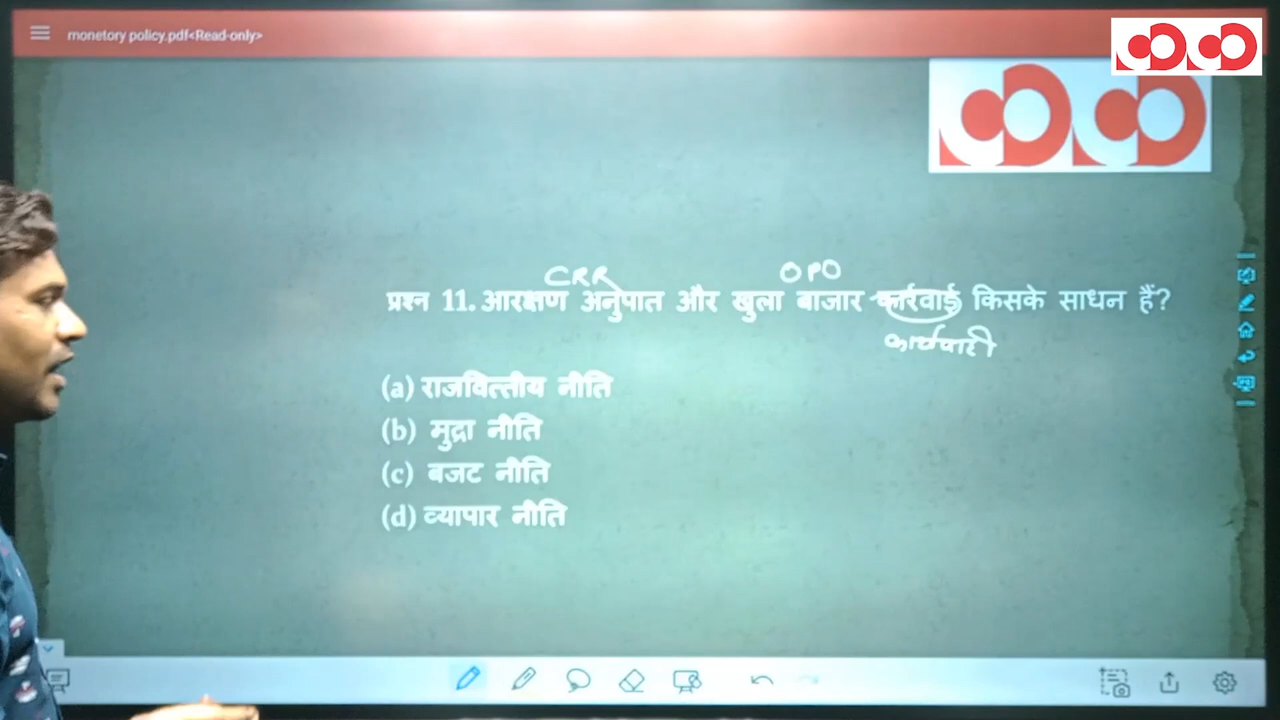 monetory policy.pdf<Read-only>
CRR OPO
प्रश्न 11. आरक्षण अनुपात और खुला बाजार कार्रवाई किसके साधन हैं?
कार्यवाही
(a) राजवित्तीय नीति
(b) मुद्रा नीति
(c) बजट नीति
(d) व्यापार नीति